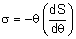 σ = −θ (dS/dθ)